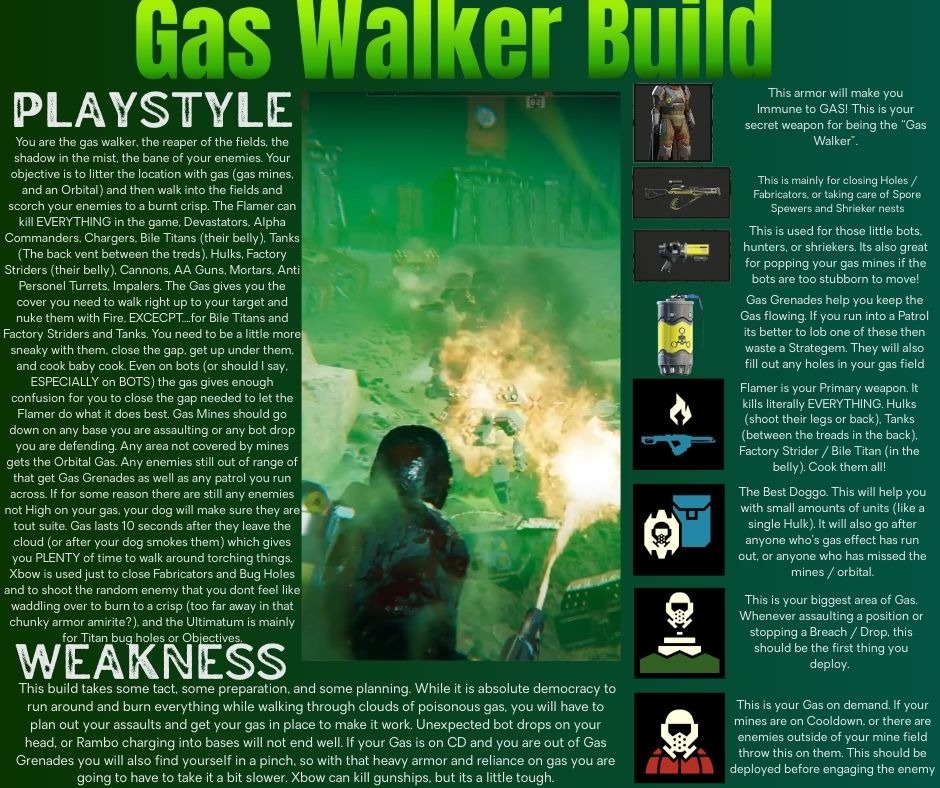 Gas Walker Build
PLAYSTYLE
You are the gas walker, the reaper of the fields, the
shadow in the mist, the bane of your enemies. Your
objective is to litter the location with gas (gas mines,
and an Orbital) and then walk into the fields and
scorch your enemies to a burnt crisp. The Flamer can
kill EVERYTHING in the game, Devastators, Alpha
Commanders, Chargers, Bile Titans (their belly), Tanks
(The back vent between the treds), Hulks, Factory
Striders (their belly), Cannons, AA Guns, Mortars, Anti
Personel Turrets, Impalers. The Gas gives you the
cover you need to walk right up to your target and
nuke them with Fire, EXCECPT....for Bile Titans and
Factory Striders and Tanks. You need to be a little more
sneaky with them, close the gap, get up under them,
and cook baby cook. Even on bots (or should I say,
ESPECIALLY on BOTS) the gas gives enough
confusion for you to close the gap needed to let the
Flamer do what it does best. Gas Mines should go
down on any base you are assaulting or any bot drop
you are defending. Any area not covered by mines
gets the Orbital Gas. Any enemies still out of range of
that get Gas Grenades as well as any patrol you run
across. If for some reason there are still any enemies
not High on your gas, your dog will make sure they are
tout suite. Gas lasts 10 seconds after they leave the
cloud (or after your dog smokes them) which gives
you PLENTY of time to walk around torching things.
Xbow is used just to close Fabricators and Bug Holes
and to shoot the random enemy that you dont feel like
waddling over to burn to a crisp (too far away in that
chunky armor amirite?), and the Ultimatum is mainly
for Titan bug holes or Objectives.
WEAKNESS
This build takes some tact, some preparation, and some planning. While it is absolute democracy to
run around and burn everything while walking through clouds of poisonous gas, you will have to
plan out your assaults and get your gas in place to make it work. Unexpected bot drops on your
head, or Rambo charging into bases will not end well. If your Gas is on CD and you are out of Gas
Grenades you will also find yourself in a pinch, so with that heavy armor and reliance on gas you are
going to have to take it a bit slower. Xbow can kill gunships, but its a little tough.
This armor will make you
Immune to GAS! This is your
secret weapon for being the "Gas
Walker".
This is mainly for closing Holes /
Fabricators, or taking care of Spore
Spewers and Shrieker nests
This is used for those little bots,
hunters, or shriekers. Its also great
for popping your gas mines if the
bots are too stubborn to move!
Gas Grenades help you keep the
Gas flowing. If you run into a Patrol
its better to lob one of these then
waste a Strategem. They will also
fill out any holes in your gas field
Flamer is your Primary weapon. It
kills literally EVERYTHING. Hulks
(shoot their legs or back), Tanks
(between the treads in the back),
Factory Strider / Bile Titan (in the
belly). Cook them all!
The Best Doggo. This will help you
with small amounts of units (like a
single Hulk). It will also go after
anyone who's gas effect has run
out, or anyone who has missed the
mines / orbital.
This is your biggest area of Gas.
Whenever assaulting a position or
stopping a Breach / Drop, this
should be the first thing you
deploy.
This is your Gas on demand. If your
mines are on Cooldown, or there are
enemies outside of your mine field
throw this on them. This should be
deployed before engaging the enemy